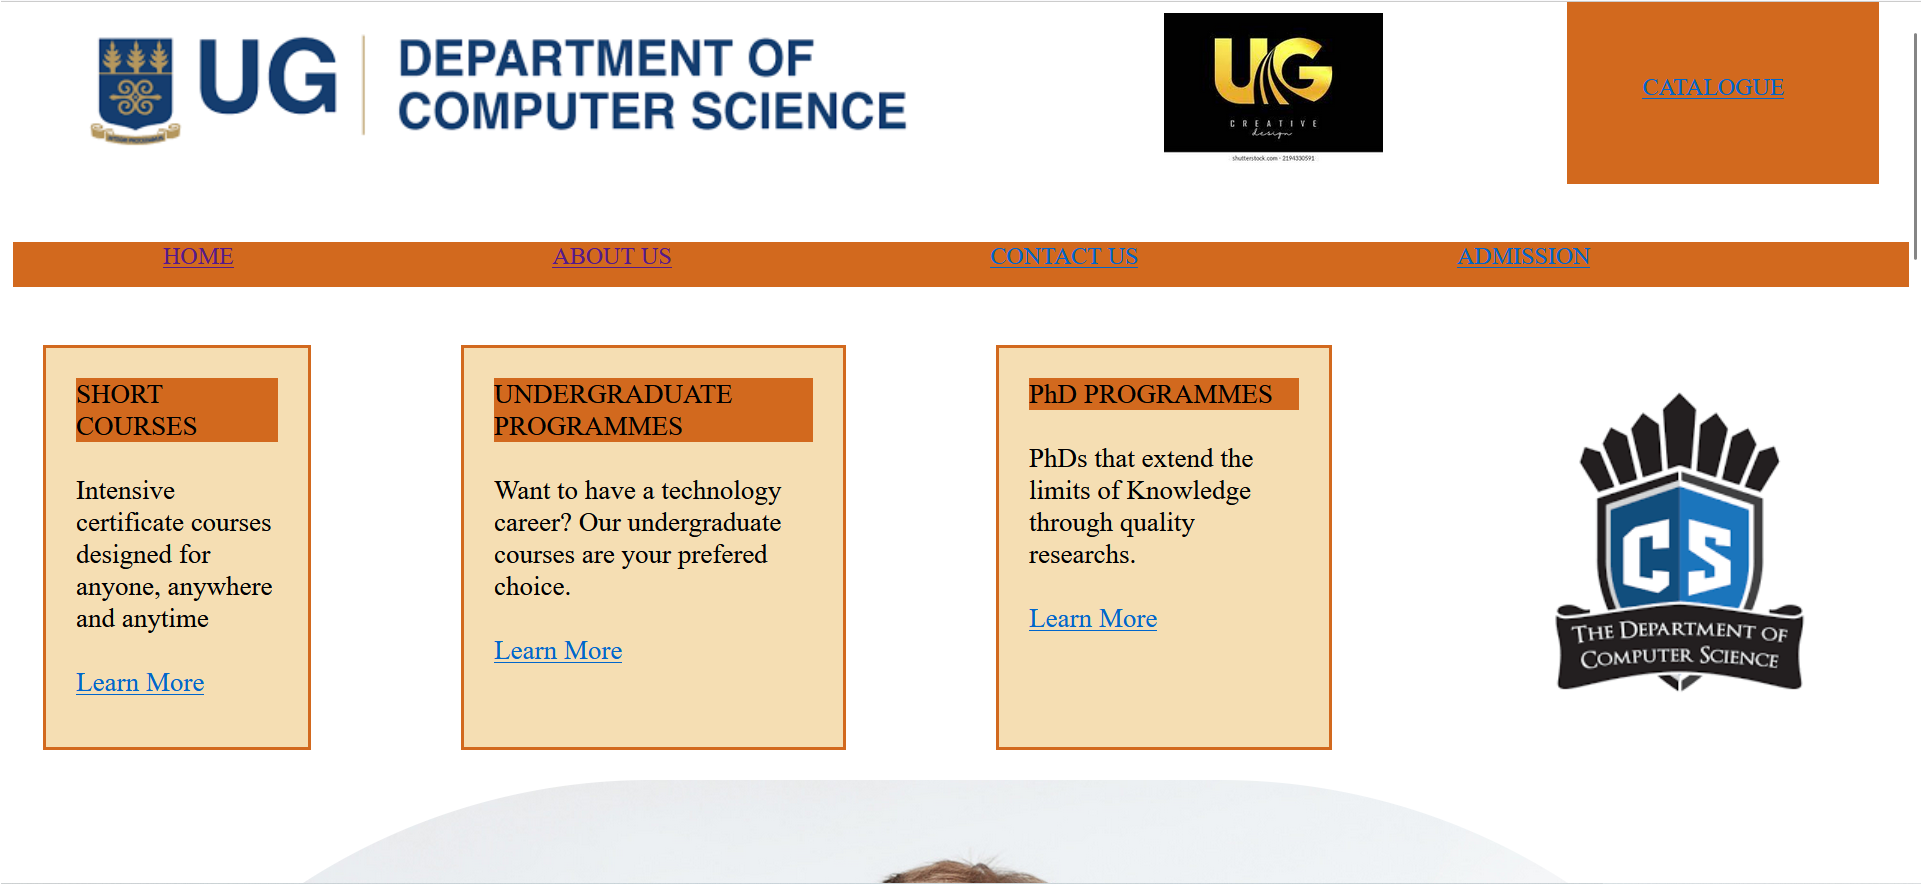 UG
DEPARTMENT OF
COMPUTER SCIENCE
UG
CREATIVE
design
shutterstock.com · 2194330591
CATALOGUE
HOME
ABOUT US
CONTACT US
ADMISSION
SHORT
COURSES
Intensive
certificate courses
designed for
anyone, anywhere
and anytime
Learn More
UNDERGRADUATE
PROGRAMMES
Want to have a technology
career? Our undergraduate
courses are your prefered
choice.
Learn More
PhD PROGRAMMES
PhDs that extend the
limits of Knowledge
through quality
researchs.
Learn More
CS
THE DEPARTMENT OF
COMPUTER SCIENCE